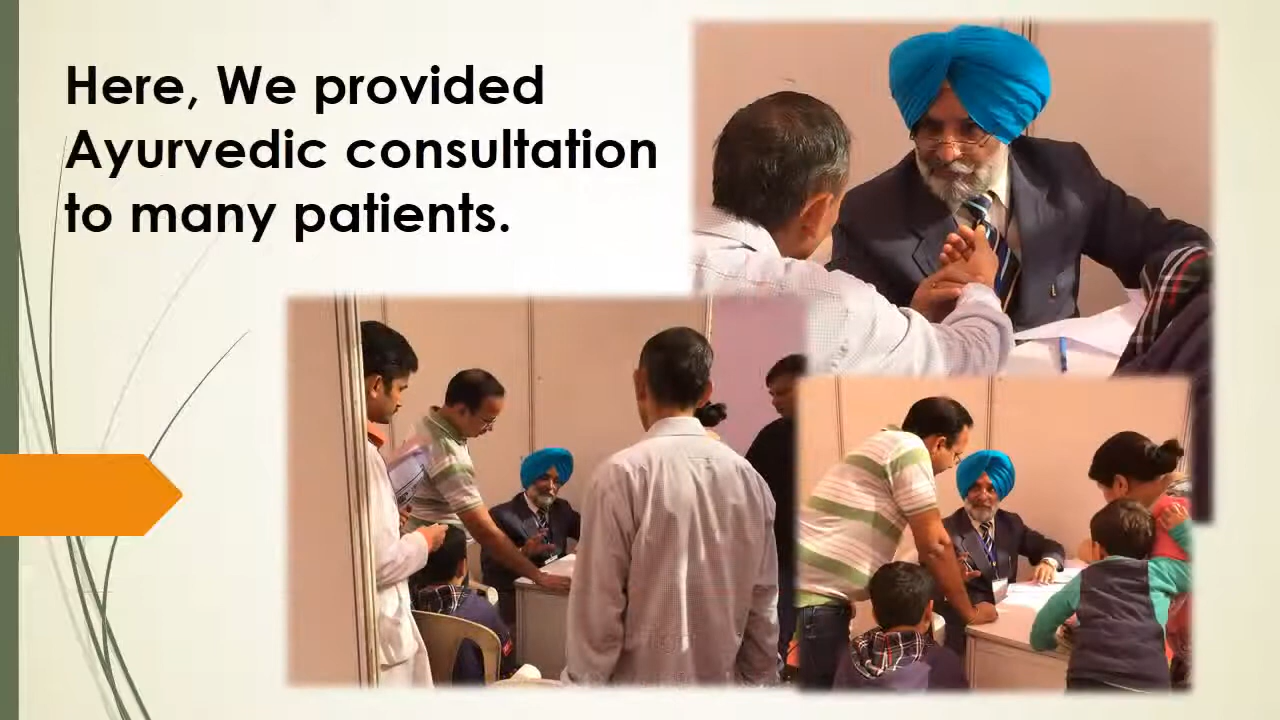 Here, We provided
Ayurvedic consultation
to many patients.